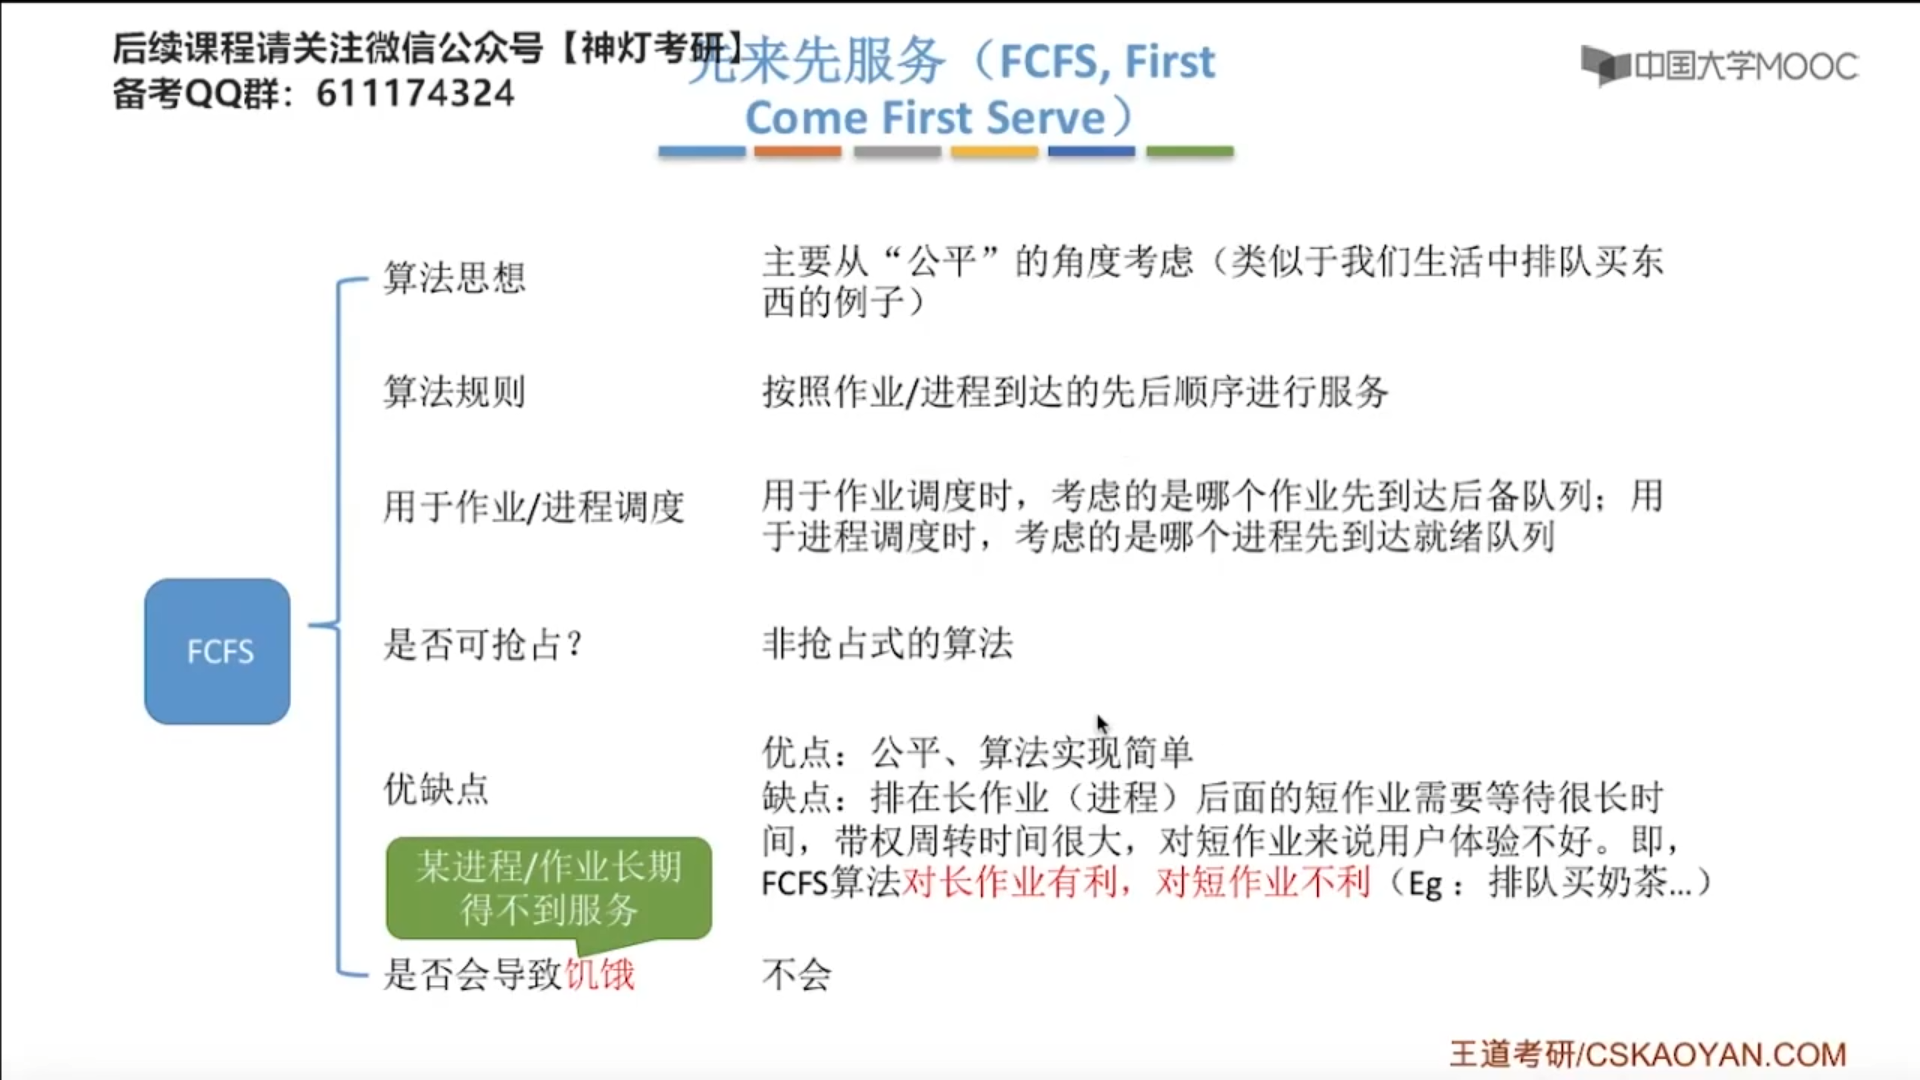 后续课程请关注微信公众号【神灯考研】
备考QQ群：611174324
先来先服务（FCFS, First
Come First Serve）
中国大学MOOC
算法思想
主要从“公平”的角度考虑（类似于我们生活中排队买东
西的例子）
算法规则
按照作业/进程到达的先后顺序进行服务
用于作业/进程调度
用于作业调度时，考虑的是哪个作业先到达后备队列；用
于进程调度时，考虑的是哪个进程先到达就绪队列
FCFS
是否可抢占？
非抢占式的算法
优缺点
优点：公平、算法实现简单
缺点：排在长作业（进程）后面的短作业需要等待很长时
间，带权周转时间很大，对短作业来说用户体验不好。即，
FCFS算法对长作业有利，对短作业不利（Eg：排队买奶茶...）
某进程/作业长期
得不到服务
是否会导致饥饿
不会
王道考研/CSKAOYAN.COM